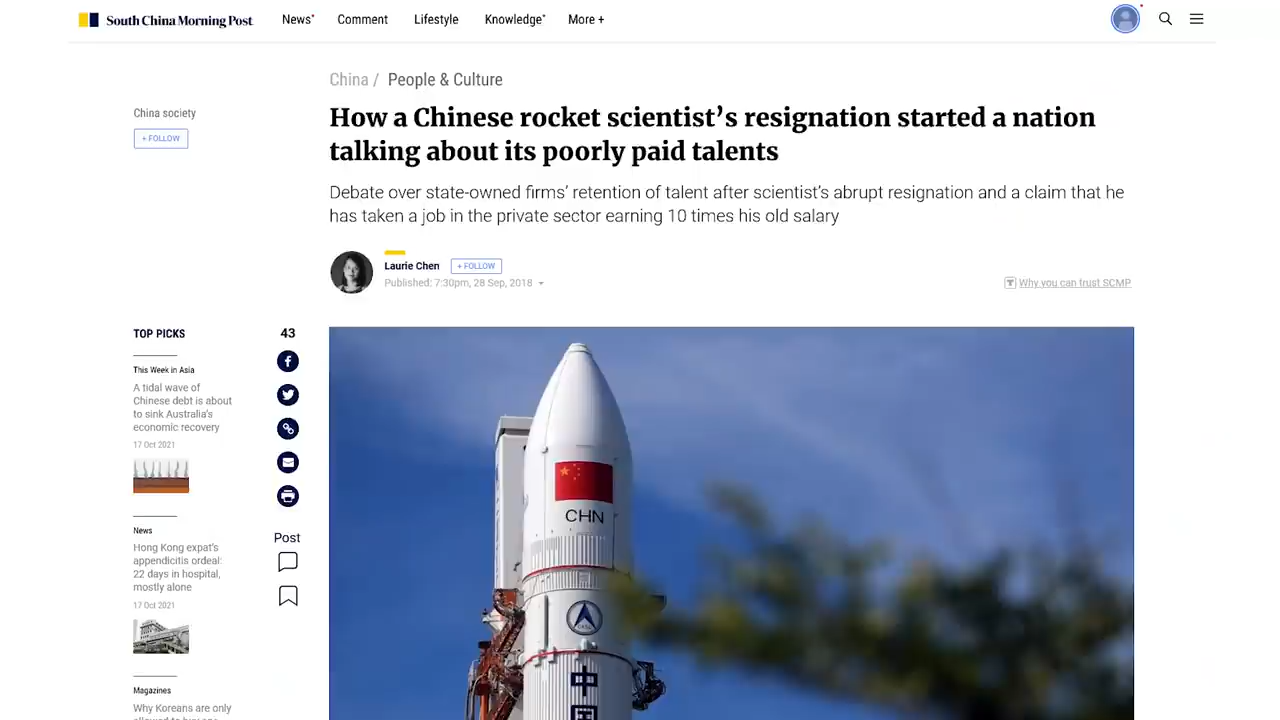 South China Morning Post
News Comment Lifestyle Knowledge+ More +
China / People & Culture
China society
+ FOLLOW
How a Chinese rocket scientist's resignation started a nation
talking about its poorly paid talents
Debate over state-owned firms' retention of talent after scientist's abrupt resignation and a claim that he
has taken a job in the private sector earning 10 times his old salary
Laurie Chen + FOLLOW
Published: 7:30pm, 28 Sep, 2018
Why you can trust SCMP
TOP PICKS
This Week in Asia
A tidal wave of
Chinese debt is about
to sink Australia's
economic recovery
17 Oct 2021
News
Hong Kong expat's
appendicitis ordeal:
22 days in hospital,
mostly alone
17 Oct 2021
Magazines
Why Koreans are only
43
Post
CHN
中
国